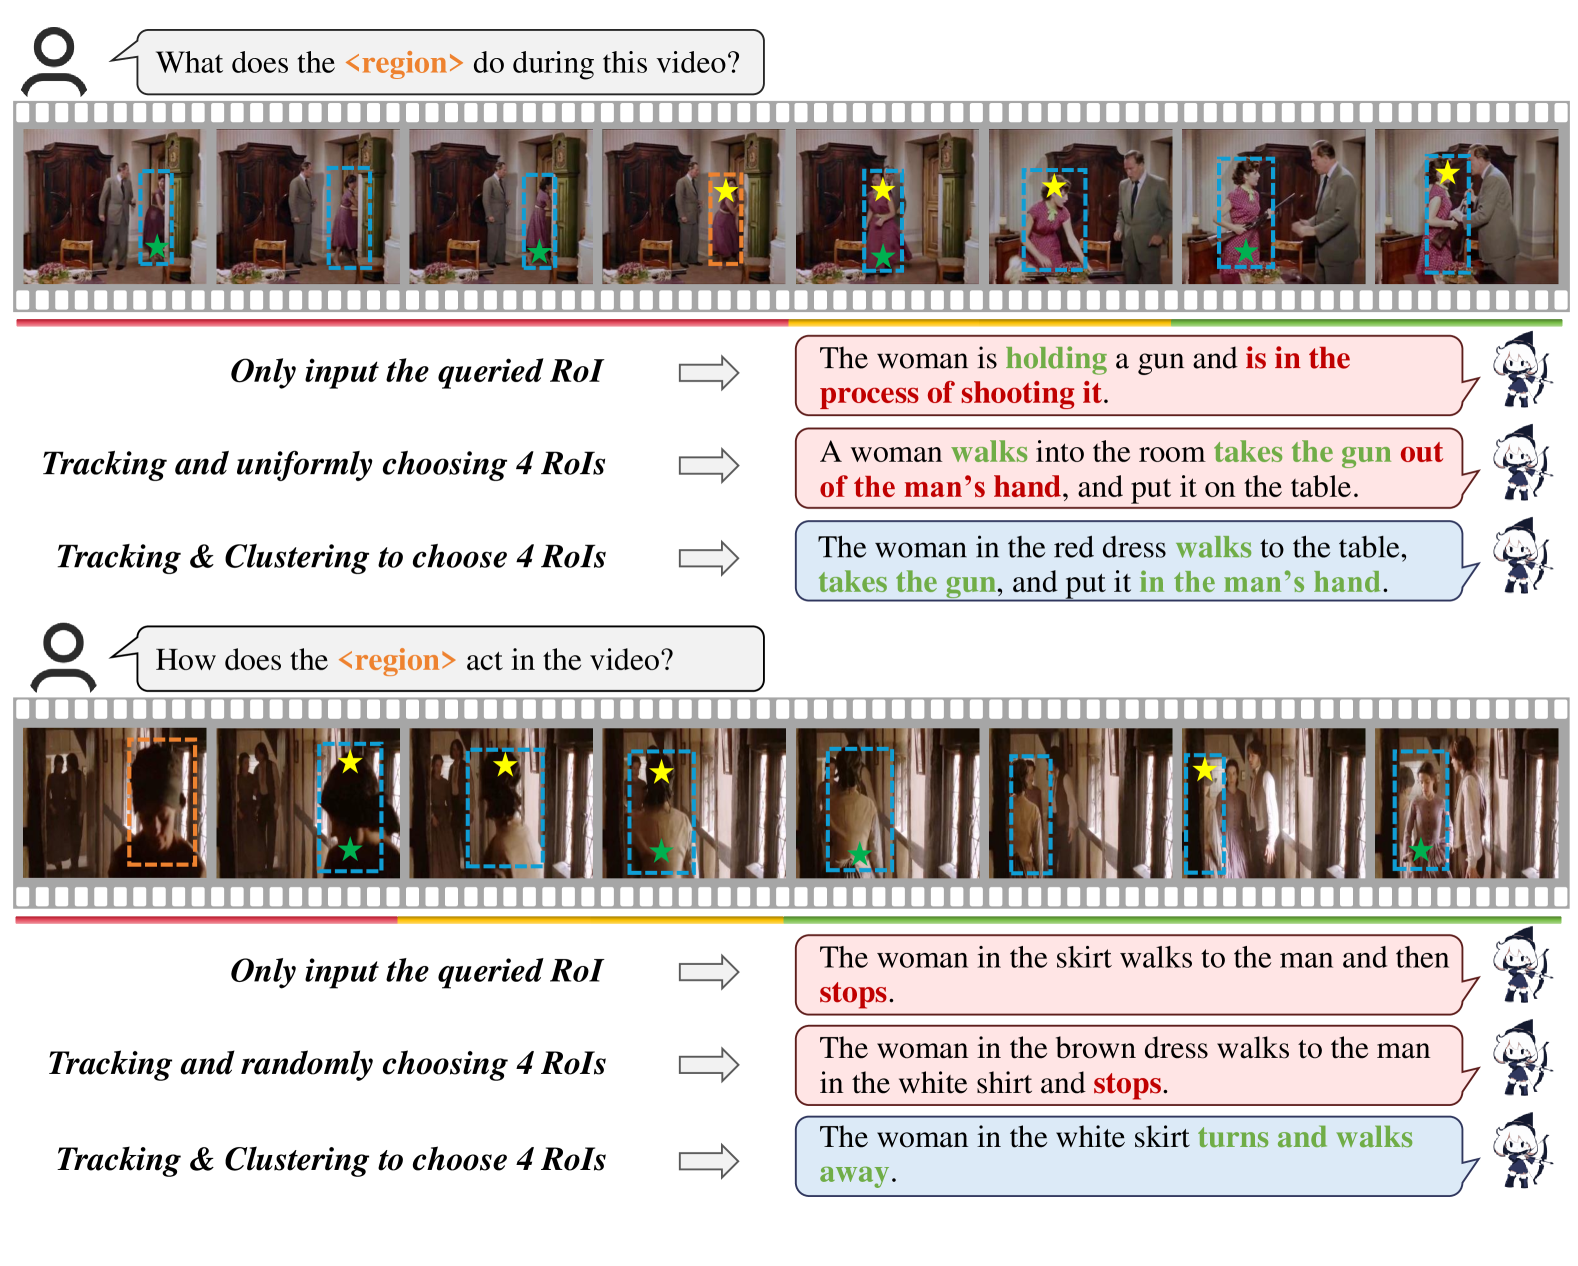 What does the <region> do during this video?
Only input the queried RoI
The woman is holding a gun and is in the
process of shooting it.
Tracking and uniformly choosing 4 RoIs
A woman walks into the room takes the gun out
of the man's hand, and put it on the table.
Tracking & Clustering to choose 4 RoIs
The woman in the red dress walks to the table,
takes the gun, and put it in the man's hand.
How does the <region> act in the video?
Only input the queried RoI
The woman in the skirt walks to the man and then
stops.
Tracking and randomly choosing 4 RoIs
The woman in the brown dress walks to the man
in the white shirt and stops.
Tracking & Clustering to choose 4 RoIs
The woman in the white skirt turns and walks
away.